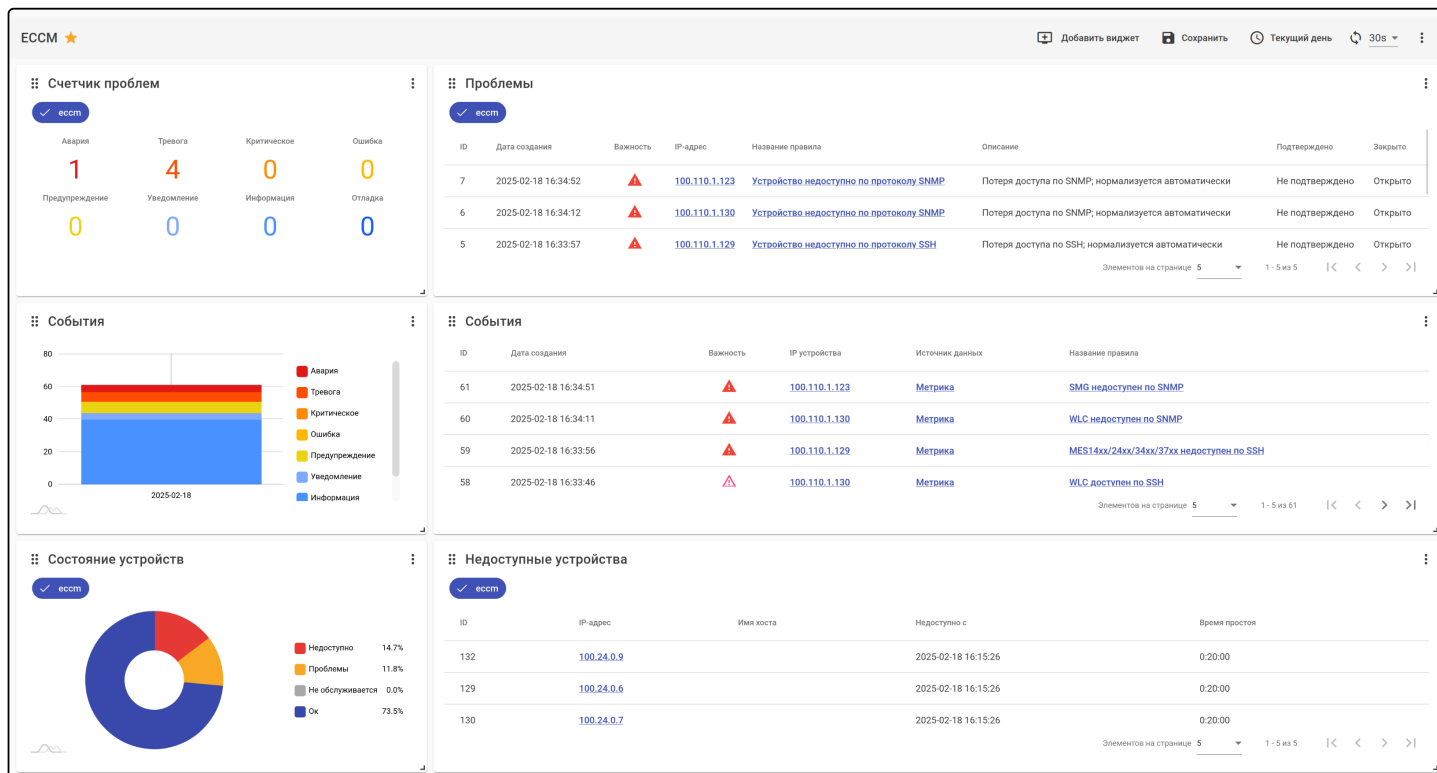 ECCM
Добавить виджет Сохранить Текущий день 30s
Счетчик проблем
eccm
Авария Тревога Критическое Ошибка
1 4 0 0
Предупреждение Уведомление Информация Отладка
0 0 0 0
Проблемы
eccm
ID Дата создания Важность IP-адрес Название правила Описание Подтверждено Закрыто
7 2025-02-18 16:34:52 100.110.1.123 Устройство недоступно по протоколу SNMP Потеря доступа по SNMP; нормализуется автоматически Не подтверждено Открыто
6 2025-02-18 16:34:12 100.110.1.130 Устройство недоступно по протоколу SNMP Потеря доступа по SNMP; нормализуется автоматически Не подтверждено Открыто
5 2025-02-18 16:33:57 100.110.1.129 Устройство недоступно по протоколу SSH Потеря доступа по SSH; нормализуется автоматически Не подтверждено Открыто
Элементов на странице 5 1 - 5 из 5
События
80
60
40
20
0
2025-02-18
Авария
Тревога
Критическое
Ошибка
Предупреждение
Уведомление
Информация
События
ID Дата создания Важность IP устройства Источник данных Название правила
61 2025-02-18 16:34:51 100.110.1.123 Метрика SMG недоступен по SNMP
60 2025-02-18 16:34:11 100.110.1.130 Метрика WLC недоступен по SNMP
59 2025-02-18 16:33:56 100.110.1.129 Метрика MES14xx/24xx/34xx/37xx недоступен по SSH
58 2025-02-18 16:33:46 100.110.1.130 Метрика WLC доступен по SSH
Элементов на странице 5 1 - 5 из 61
Состояние устройств
eccm
Недоступно 14.7%
Проблемы 11.8%
Не обслуживается 0.0%
Ок 73.5%
Недоступные устройства
eccm
ID IP-адрес Имя хоста Недоступно с Время простоя
132 100.24.0.9 2025-02-18 16:15:26 0:20:00
129 100.24.0.6 2025-02-18 16:15:26 0:20:00
130 100.24.0.7 2025-02-18 16:15:26 0:20:00
Элементов на странице 5 1 - 5 из 5